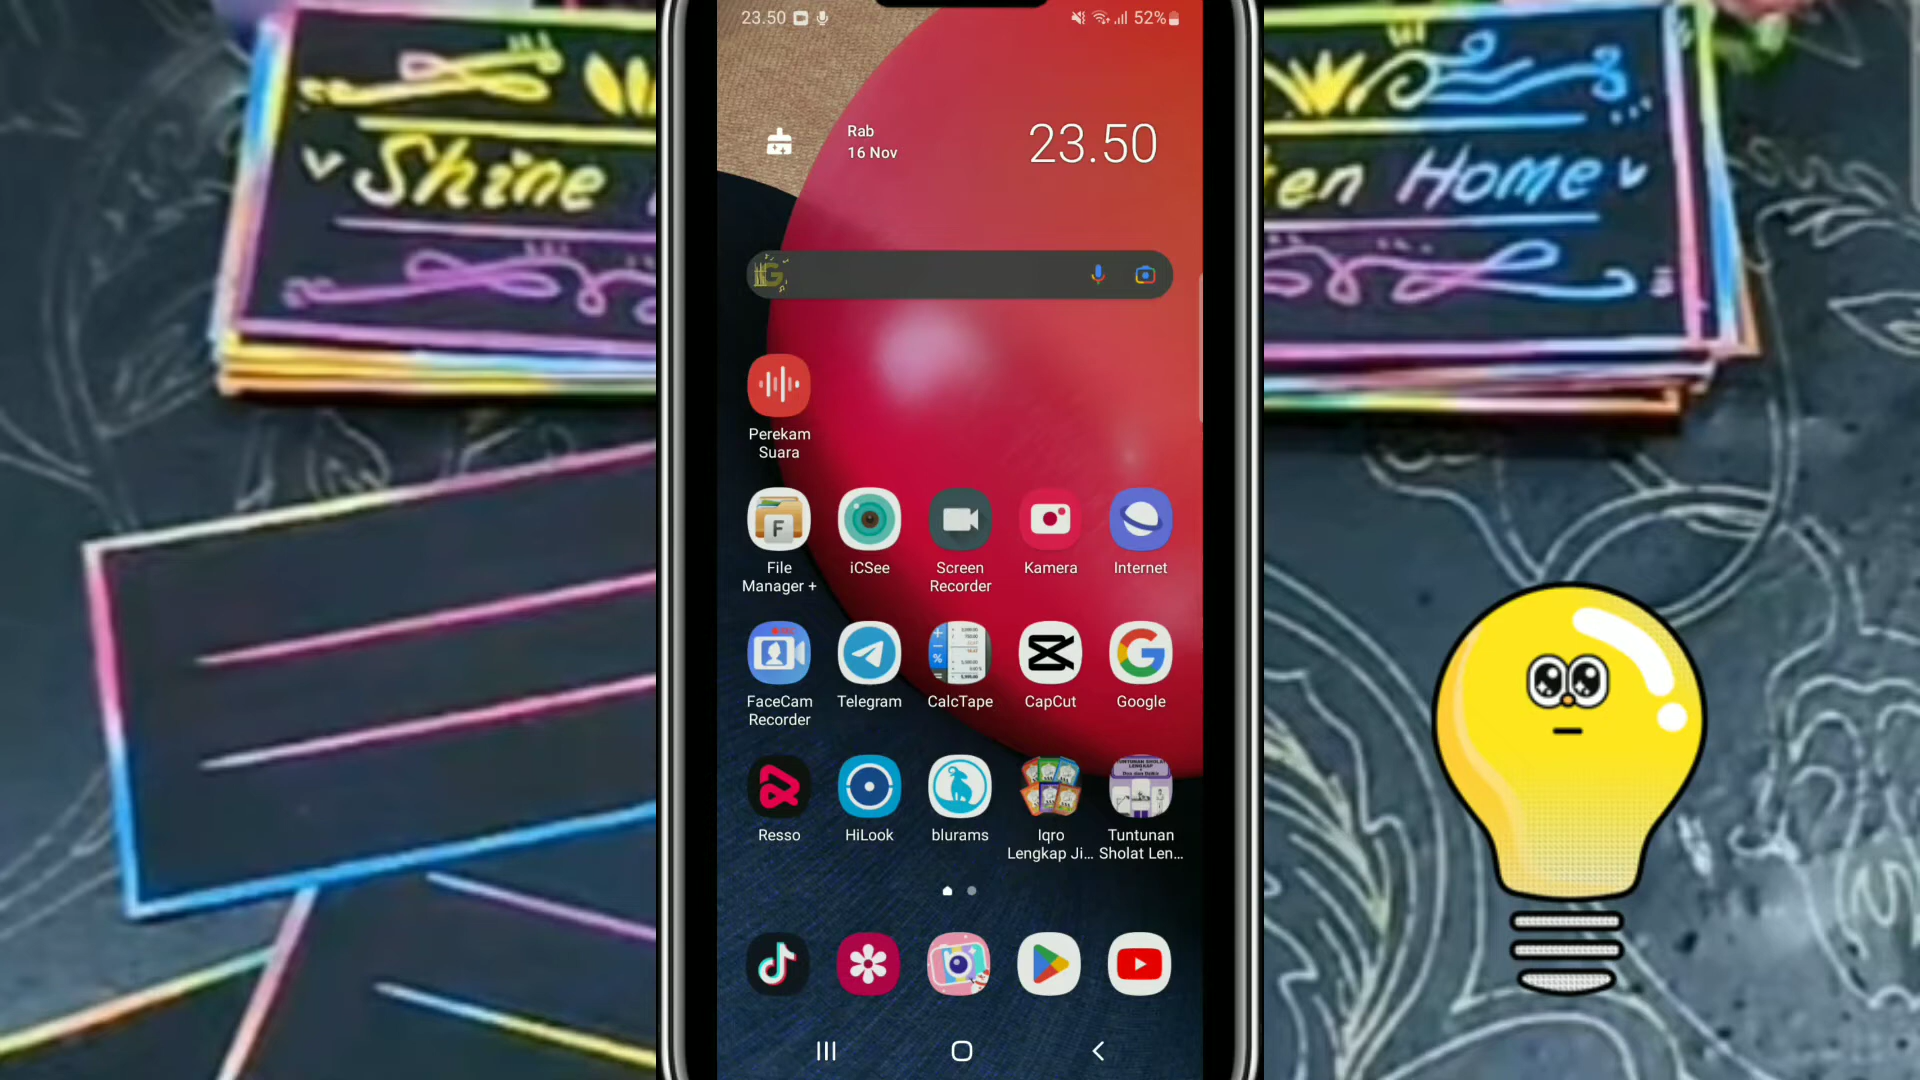 23.50
52%
Rab
16 Nov
23.50
Shine
ten Home
Perekam
Suara
F
File
Manager +
iCSee
Screen
Recorder
Kamera
Internet
FaceCam
Recorder
Telegram
CalcTape
CapCut
Google
Resso
HiLook
blurams
Iqro
Lengkap Ji...
Tuntunan
Sholat Len...